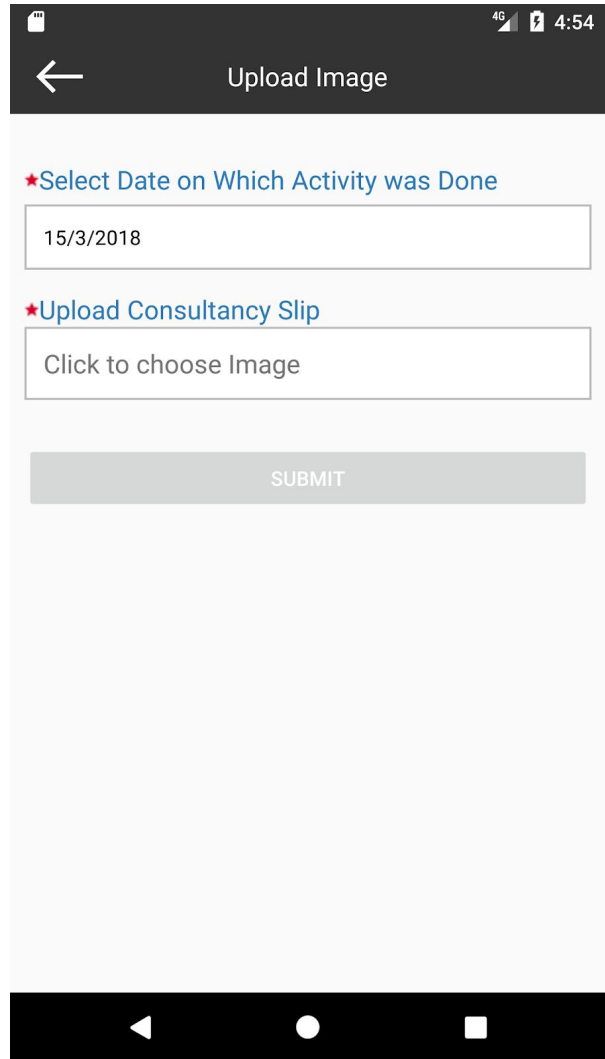 4G 4:54
Upload Image
Select Date on Which Activity was Done
15/3/2018
Upload Consultancy Slip
Click to choose Image
SUBMIT